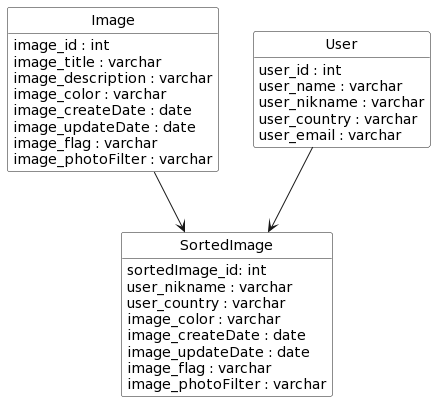 Image
image_id : int
image_title : varchar
image_description : varchar
image_color : varchar
image_createDate : date
image_updateDate : date
image_flag : varchar
image_photoFilter : varchar
User
user_id : int
user_name : varchar
user_nikname : varchar
user_country : varchar
user_email : varchar
SortedImage
sortedImage_id: int
user_nikname : varchar
user_country : varchar
image_color : varchar
image_createDate : date
image_updateDate : date
image_flag : varchar
image_photoFilter : varchar